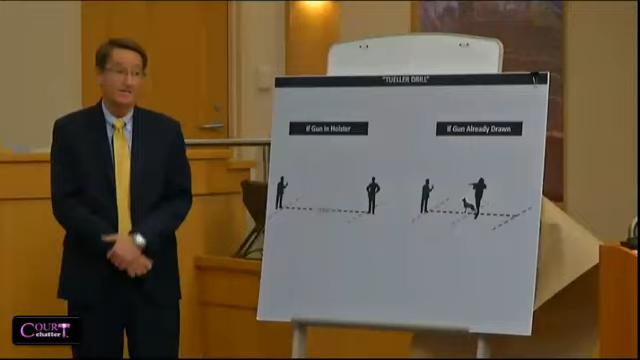 "TUELLER DRILL"
If Gun in Holster
If Gun Already Drawn
COURT
chatter